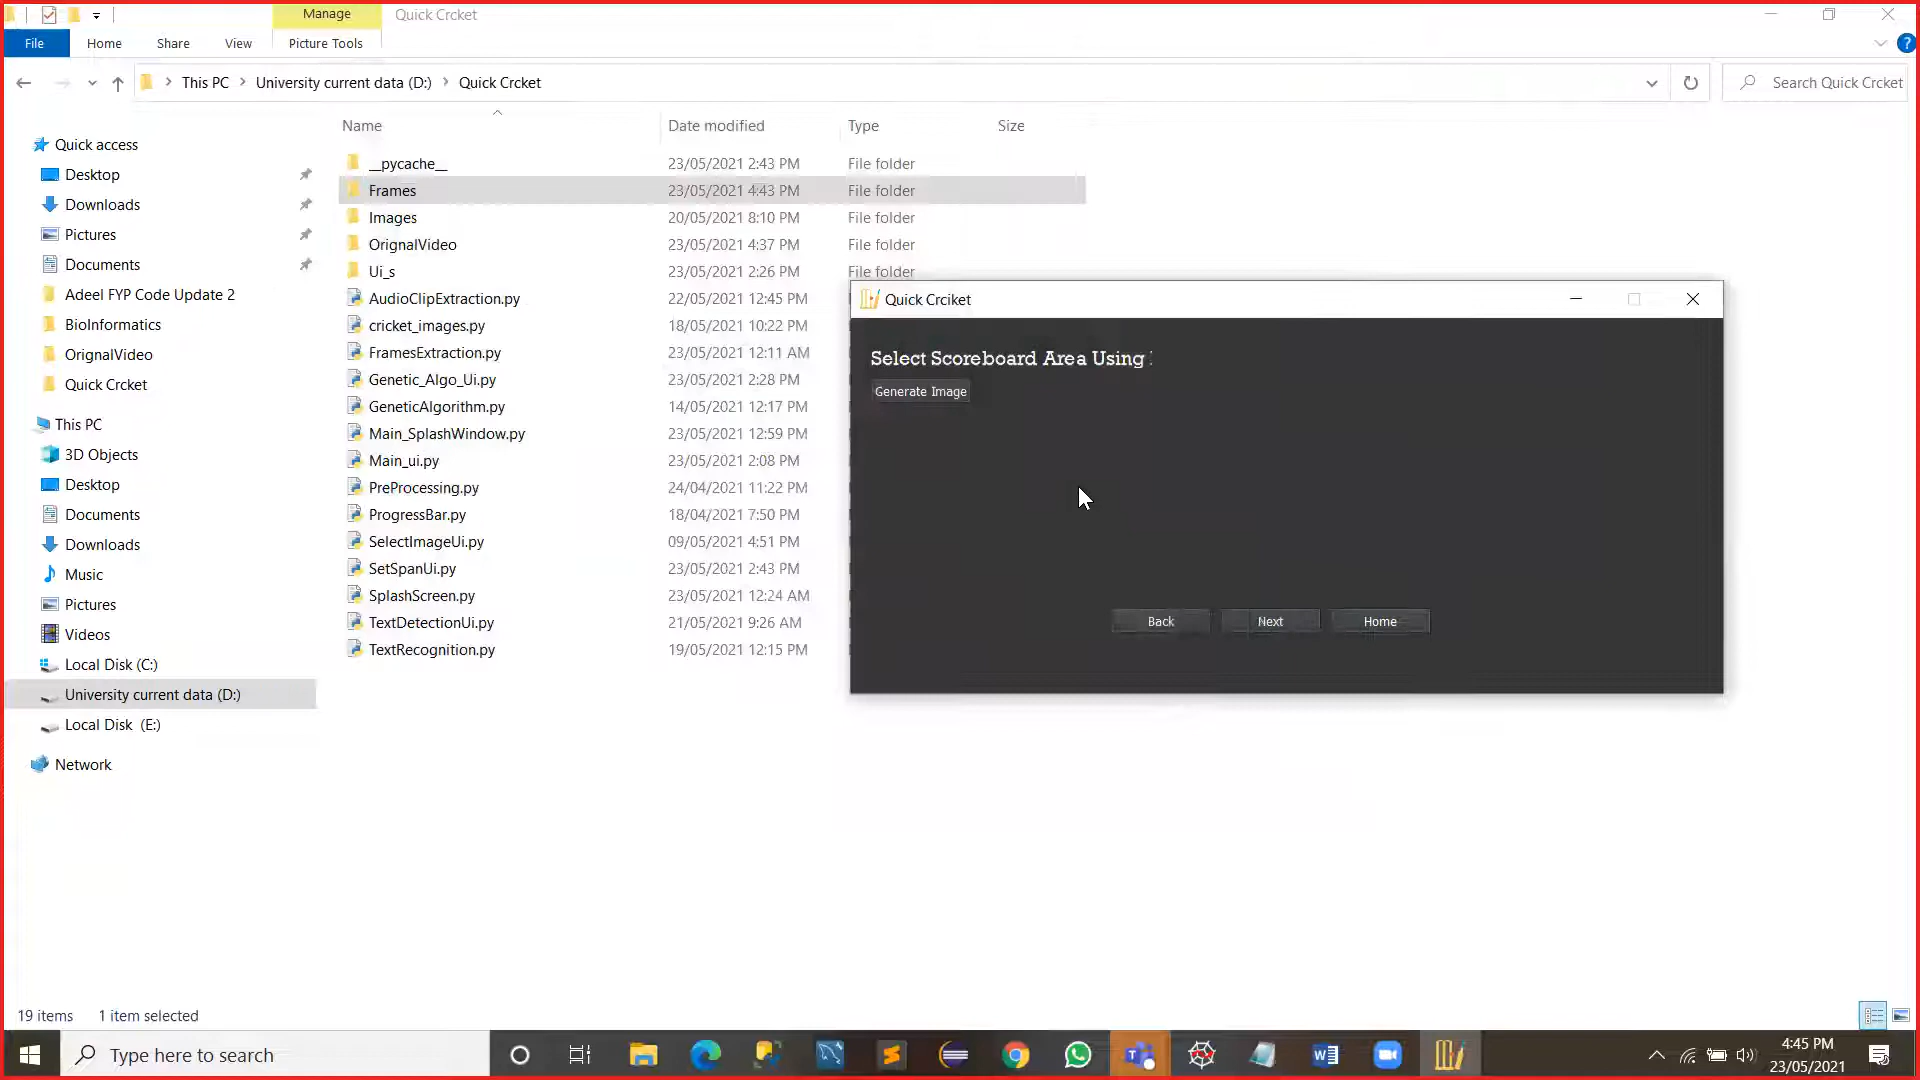 Manage Quick Crcket
File Home Share View Picture Tools
This PC University current data (D:) Quick Crcket Search Quick Crcket
Name Date modified Type Size
Quick access
Desktop
Downloads
Pictures
Documents
Adeel FYP Code Update 2
BioInformatics
OrignalVideo
Quick Crcket
This PC
3D Objects
Desktop
Documents
Downloads
Music
Pictures
Videos
Local Disk (C:)
University current data (D:)
Local Disk (E:)
Network
__pycache__ 23/05/2021 2:43 PM File folder
Frames 23/05/2021 4:43 PM File folder
Images 20/05/2021 8:10 PM File folder
OrignalVideo 23/05/2021 4:37 PM File folder
Ui_s 23/05/2021 2:26 PM File folder
AudioClipExtraction.py 22/05/2021 12:45 PM
cricket_images.py 18/05/2021 10:22 PM
FramesExtraction.py 23/05/2021 12:11 AM
Genetic_Algo_Ui.py 23/05/2021 2:28 PM
GeneticAlgorithm.py 14/05/2021 12:17 PM
Main_SplashWindow.py 23/05/2021 12:59 PM
Main_ui.py 23/05/2021 2:08 PM
PreProcessing.py 24/04/2021 11:22 PM
ProgressBar.py 18/04/2021 7:50 PM
SelectImageUi.py 09/05/2021 4:51 PM
SetSpanUi.py 23/05/2021 2:43 PM
SplashScreen.py 23/05/2021 12:24 AM
TextDetectionUi.py 21/05/2021 9:26 AM
TextRecognition.py 19/05/2021 12:15 PM
Quick Crciket
Select Scoreboard Area Using
Generate Image
Back Next Home
19 items 1 item selected
Type here to search
4:45 PM
23/05/2021